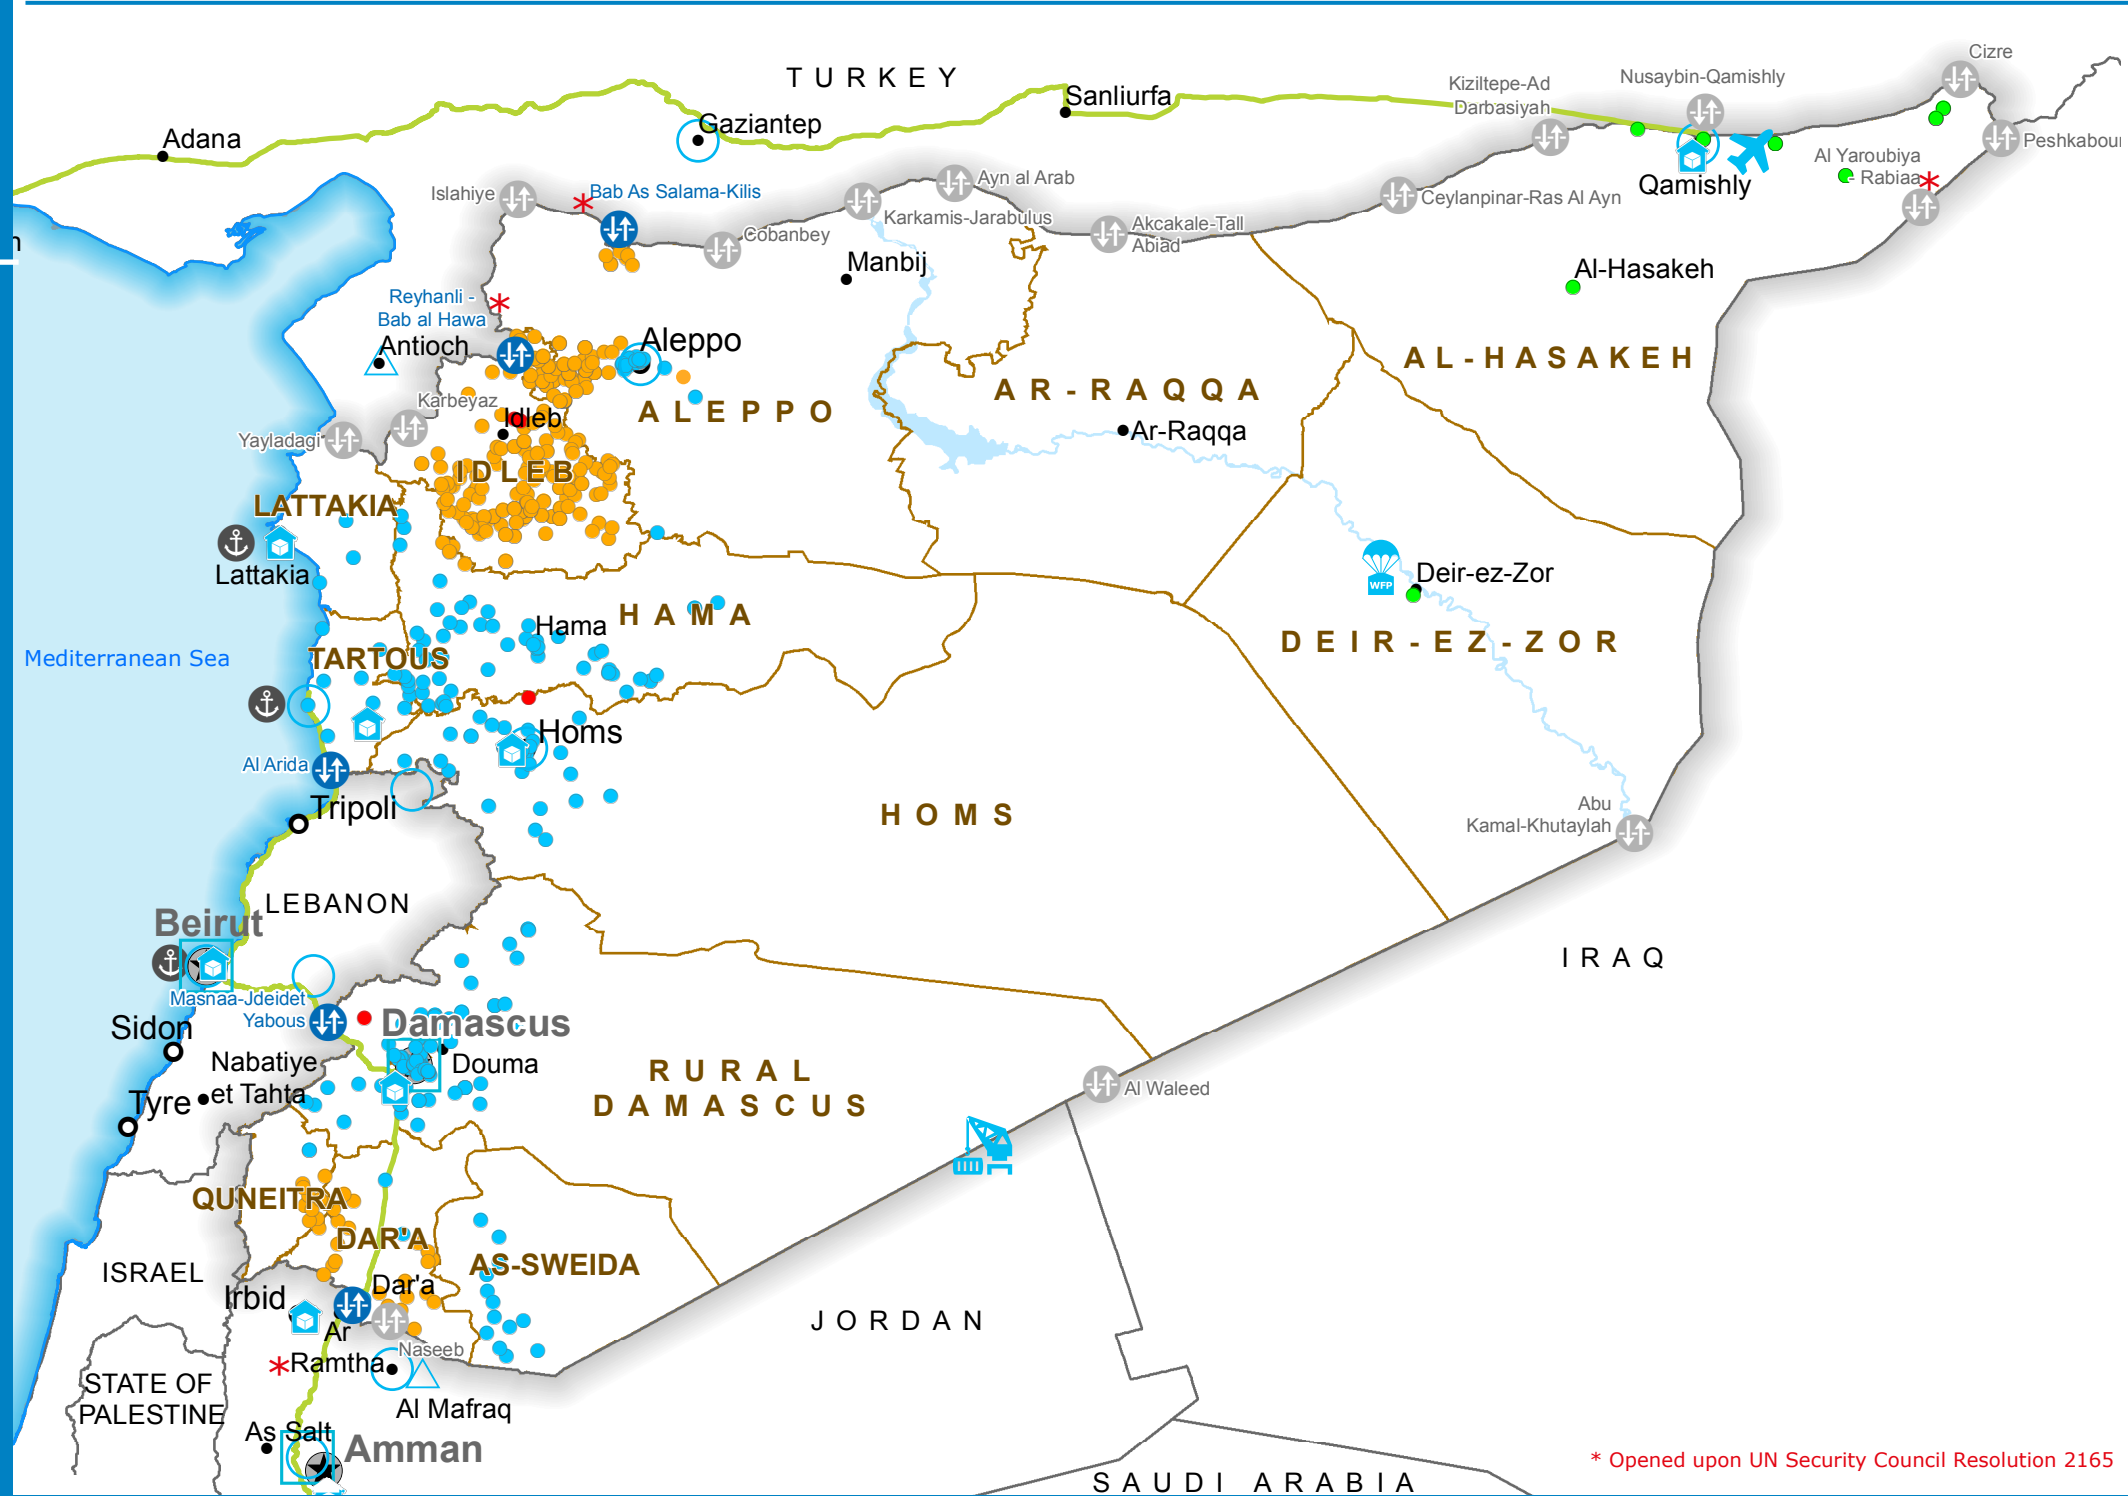 Cizre
TURKEY
Kiziltepe-Ad
Darbasiyah
Nusaybin-Qamishly
Sanliurfa
Gaziantep
Adana
Peshkabour
Al Yaroubiya
- Rabiaa*
Qamishly
Islahiye
* Bab As Salama-Kilis
Ayn al Arab
Ceylanpinar-Ras Al Ayn
Karkamis-Jarabulus
Akcakale-Tall
Abiad
Cobanbey
n
Manbij
Al-Hasakeh
Reyhanli - *
Bab al Hawa
Antioch
Aleppo
AL-HASAKEH
AR-RAQQA
Karbeyaz
ALEPPO
Idleb
Ar-Raqqa
Yayladagi
IDLEB
LATTAKIA
Lattakia
WFP
Deir-ez-Zor
HAMA
Hama
DEIR-EZ-ZOR
Mediterranean Sea
TARTOUS
Homs
Al Arida
Tripoli
HOMS
Abu
Kamal-Khutaylah
LEBANON
Beirut
IRAQ
Masnaa-Jdeidet
Yabous
Damascus
Sidon
Nabatiye
et Tahta
Douma
RURAL
DAMASCUS
Al Waleed
Tyre
QUNEITRA
DAR'A
AS-SWEIDA
ISRAEL
Irbid
Dar'a
JORDAN
Ar
* Ramtha
Naseeb
STATE OF
PALESTINE
Al Mafraq
As Salt
Amman
* Opened upon UN Security Council Resolution 2165
SAUDI ARABIA